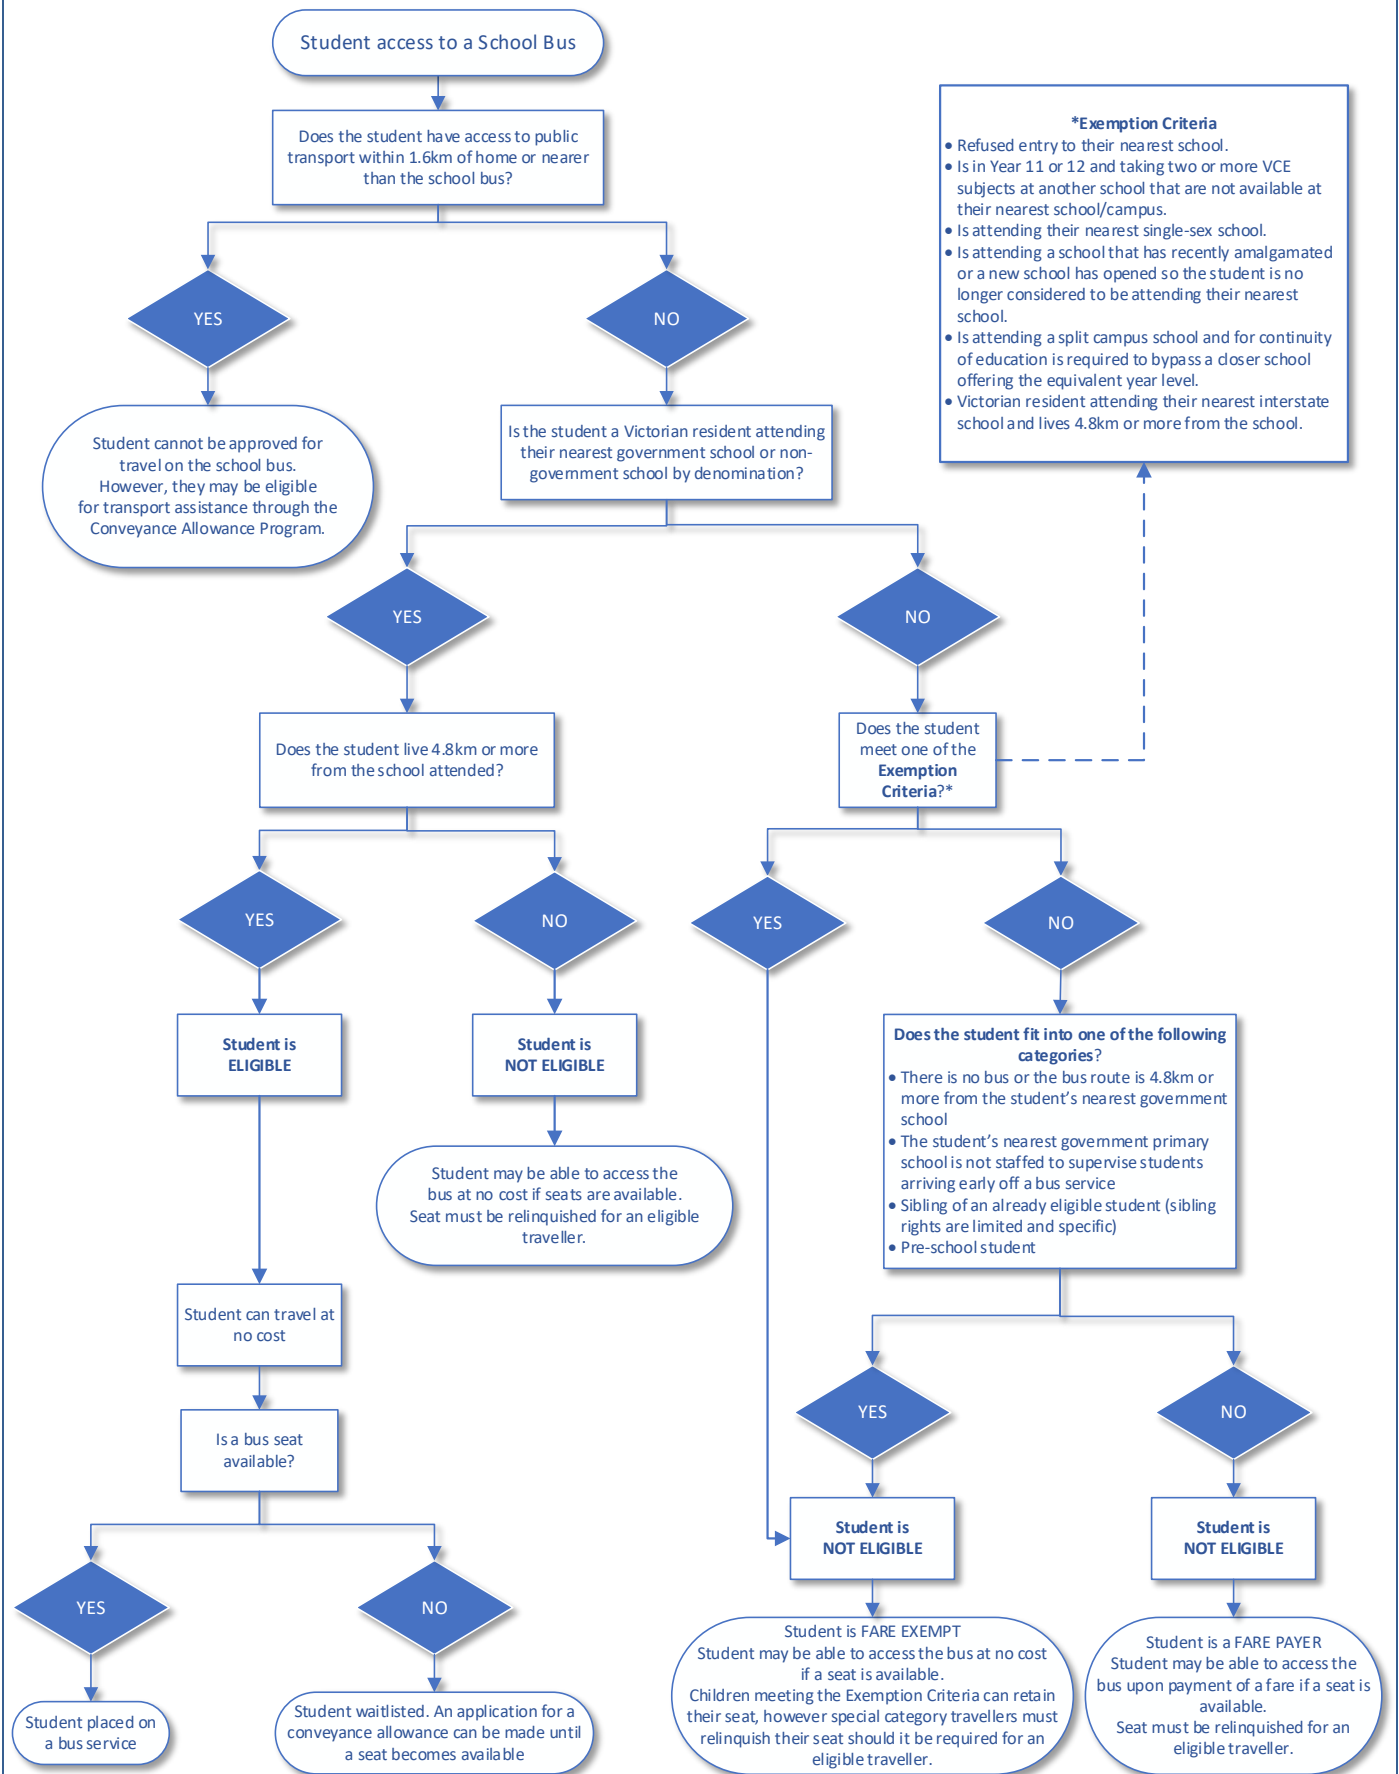 Student access to a School Bus
Does the student have access to public
transport within 1.6km of home or nearer
than the school bus?
*Exemption Criteria
• Refused entry to their nearest school.
• Is in Year 11 or 12 and taking two or more VCE
subjects at another school that are not available at
their nearest school/campus.
• Is attending their nearest single-sex school.
• Is attending a school that has recently amalgamated
or a new school has opened so the student is no
longer considered to be attending their nearest
school.
• Is attending a split campus school and for continuity
of education is required to bypass a closer school
offering the equivalent year level.
• Victorian resident attending their nearest interstate
school and lives 4.8km or more from the school.
YES
NO
Student cannot be approved for
travel on the school bus.
However, they may be eligible
for transport assistance through the
Conveyance Allowance Program.
Is the student a Victorian resident attending
their nearest government school or non-
government school by denomination?
YES
NO
Does the student live 4.8km or more
from the school attended?
Does the student
meet one of the
Exemption
Criteria?*
YES
NO
YES
NO
Student is
ELIGIBLE
Student is
NOT ELIGIBLE
Does the student fit into one of the following
categories?
• There is no bus or the bus route is 4.8km or
more from the student's nearest government
school
• The student's nearest government primary
school is not staffed to supervise students
arriving early off a bus service
• Sibling of an already eligible student (sibling
rights are limited and specific)
• Pre-school student
Student may be able to access the
bus at no cost if seats are available.
Seat must be relinquished for an eligible
traveller.
Student can travel at
no cost
YES
NO
Is a bus seat
available?
Student is
NOT ELIGIBLE
Student is
NOT ELIGIBLE
YES
NO
Student placed on
a bus service
Student waitlisted. An application for a
conveyance allowance can be made until
a seat becomes available
Student is FARE EXEMPT
Student may be able to access the bus at no cost
if a seat is available.
Children meeting the Exemption Criteria can retain
their seat, however special category travellers must
relinquish their seat should it be required for an
eligible traveller.
Student is a FARE PAYER
Student may be able to access the
bus upon payment of a fare if a seat is
available.
Seat must be relinquished for an
eligible traveller.